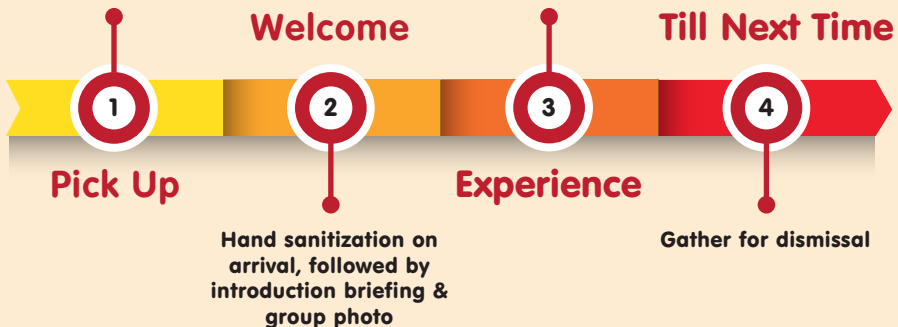 Welcome
Till Next Time
1
2
3
4
Pick Up
Experience
Hand sanitization on
arrival, followed by
introduction briefing &
group photo
Gather for dismissal